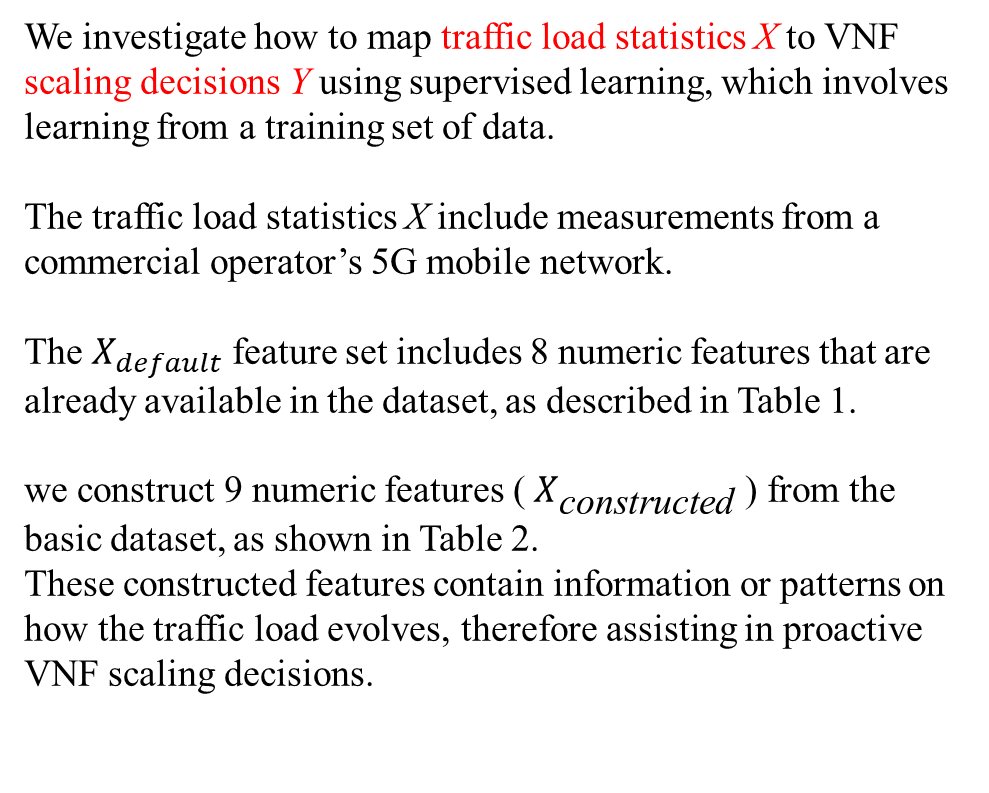 We investigate how to map traffic load statistics X to VNF
scaling decisions Y using supervised learning, which involves
learning from a training set of data.
The traffic load statistics X include measurements from a
commercial operator’s 5G mobile network.
The X_default feature set includes 8 numeric features that are
already available in the dataset, as described in Table 1.
we construct 9 numeric features ( X_constructed ) from the
basic dataset, as shown in Table 2.
These constructed features contain information or patterns on
how the traffic load evolves, therefore assisting in proactive
VNF scaling decisions.